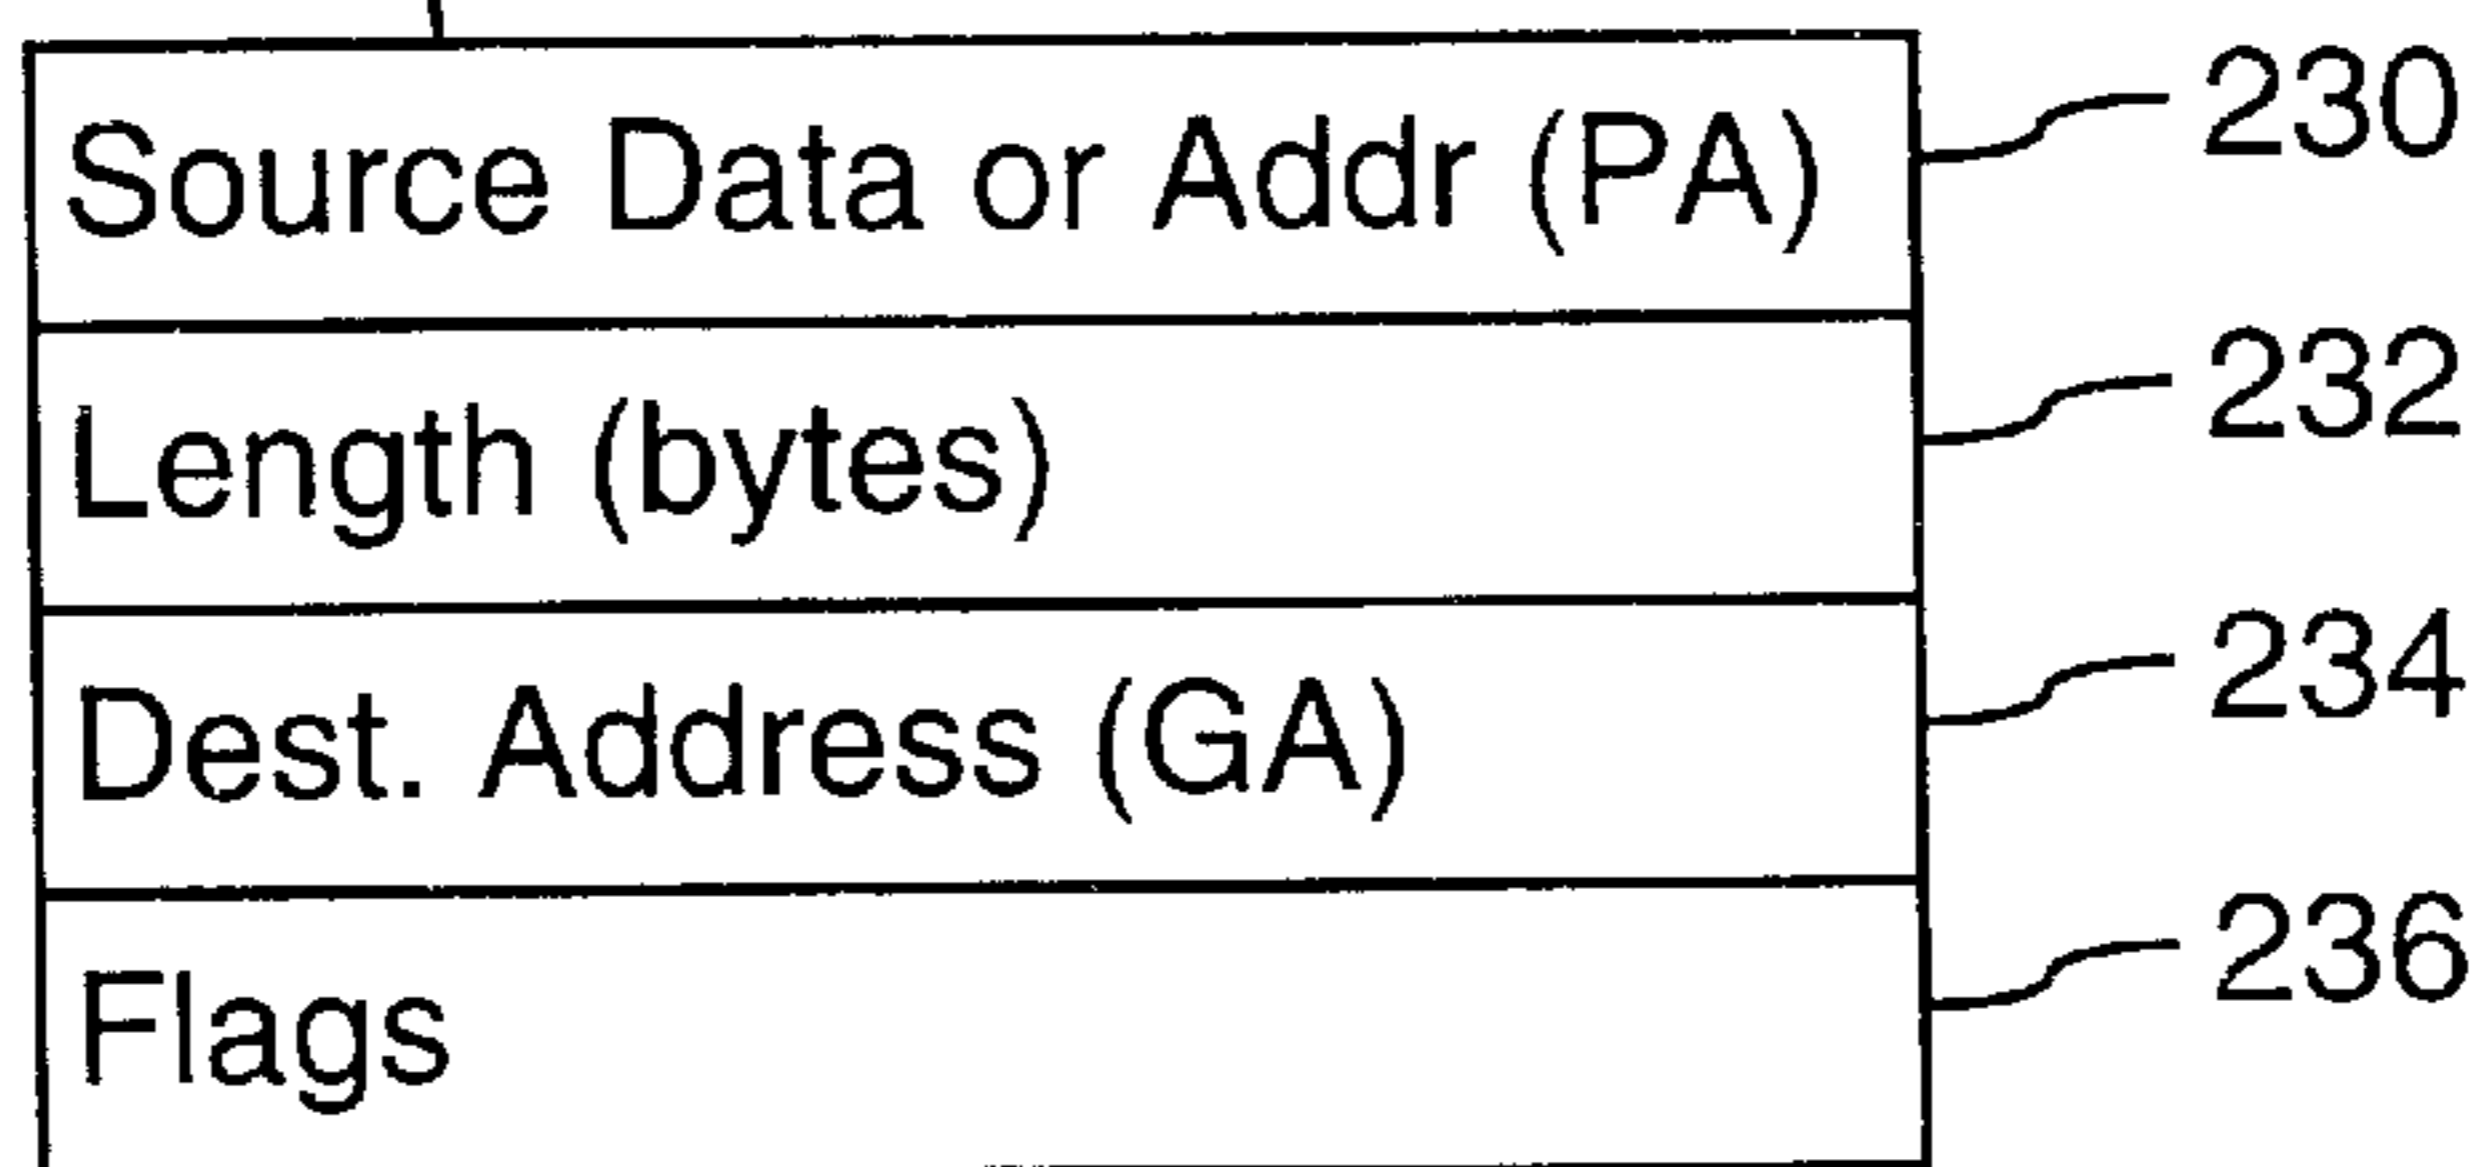 Source Data or Addr (PA) 230
Length (bytes) 232
Dest. Address (GA) 234
Flags 236